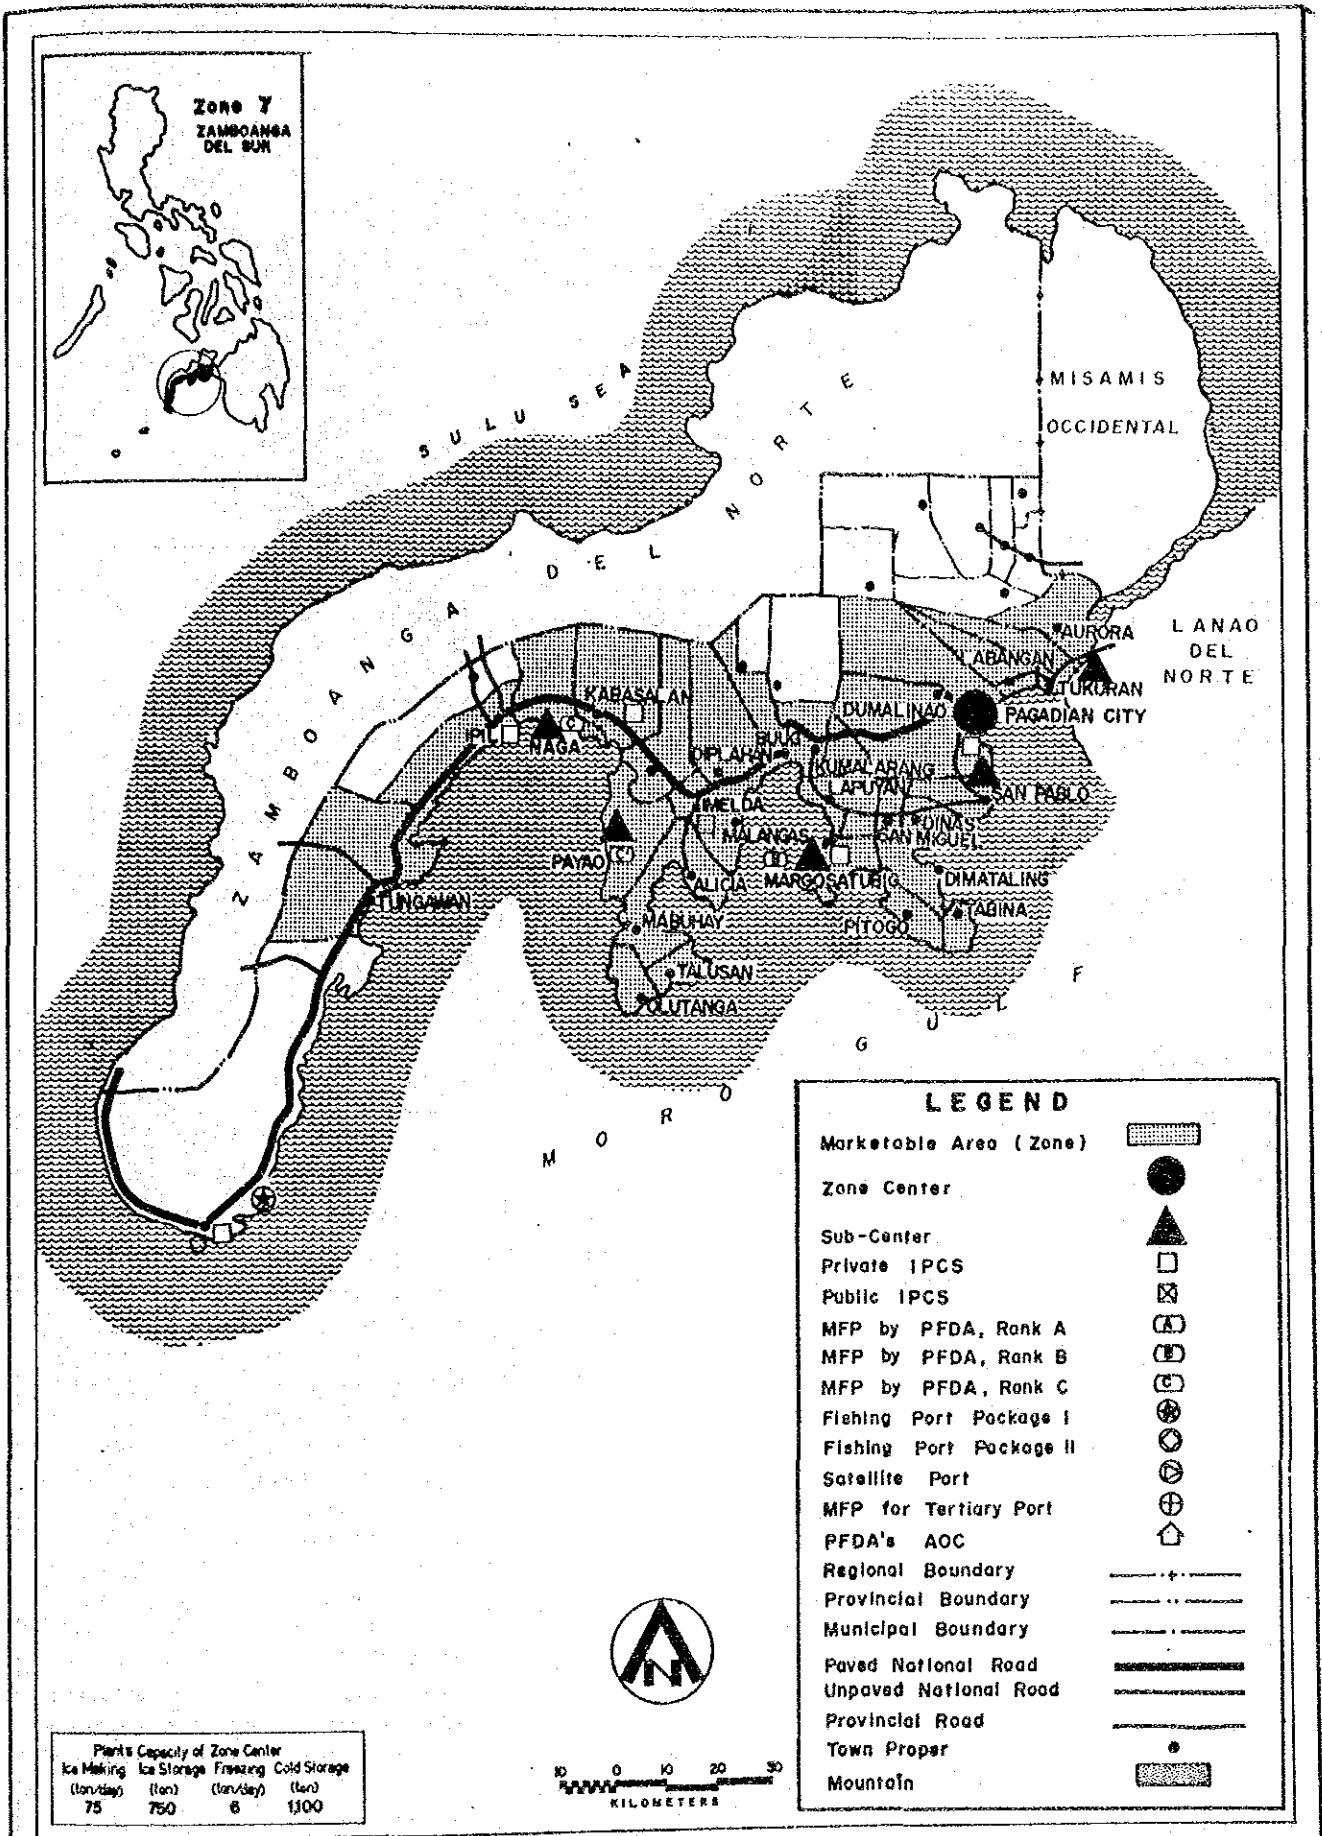 Zone 7
ZAMBOANGA
DEL SUR
SULU SEA
ZAMBOANGA DEL NORTE
MISAMIS
OCCIDENTAL
LANAO
DEL
NORTE
AURORA
LABANGAN
TUKURAN
DUMALINAO
PAGADIAN CITY
KABASALAN
IPIL
NAGA
(C)
BUUG
DIPLAHAN
KUMALARANG
LAPUYAN
SAN PABLO
IMELDA
MALANGAS
DINAS
SAN MIGUEL
PAYAO
(C)
(B)
ALICIA
MARGOSATUBIG
DIMATALING
TUNGAWAN
MABUHAY
PITOGO
TABINA
TALUSAN
OLUTANGA
MORO GULF
LEGEND
Marketable Area (Zone)
Zone Center
Sub-Center
Private IPCS
Public IPCS
MFP by PFDA, Rank A (A)
MFP by PFDA, Rank B (B)
MFP by PFDA, Rank C (C)
Fishing Port Package I
Fishing Port Package II
Satellite Port
MFP for Tertiary Port
PFDA's AOC
Regional Boundary
Provincial Boundary
Municipal Boundary
Paved National Road
Unpaved National Road
Provincial Road
Town Proper
Mountain
N
Plants Capacity of Zone Center
Ice Making Ice Storage Freezing Cold Storage
(ton/day) (ton) (ton/day) (ton)
75 750 6 1,100
10 0 10 20 30
KILOMETERS